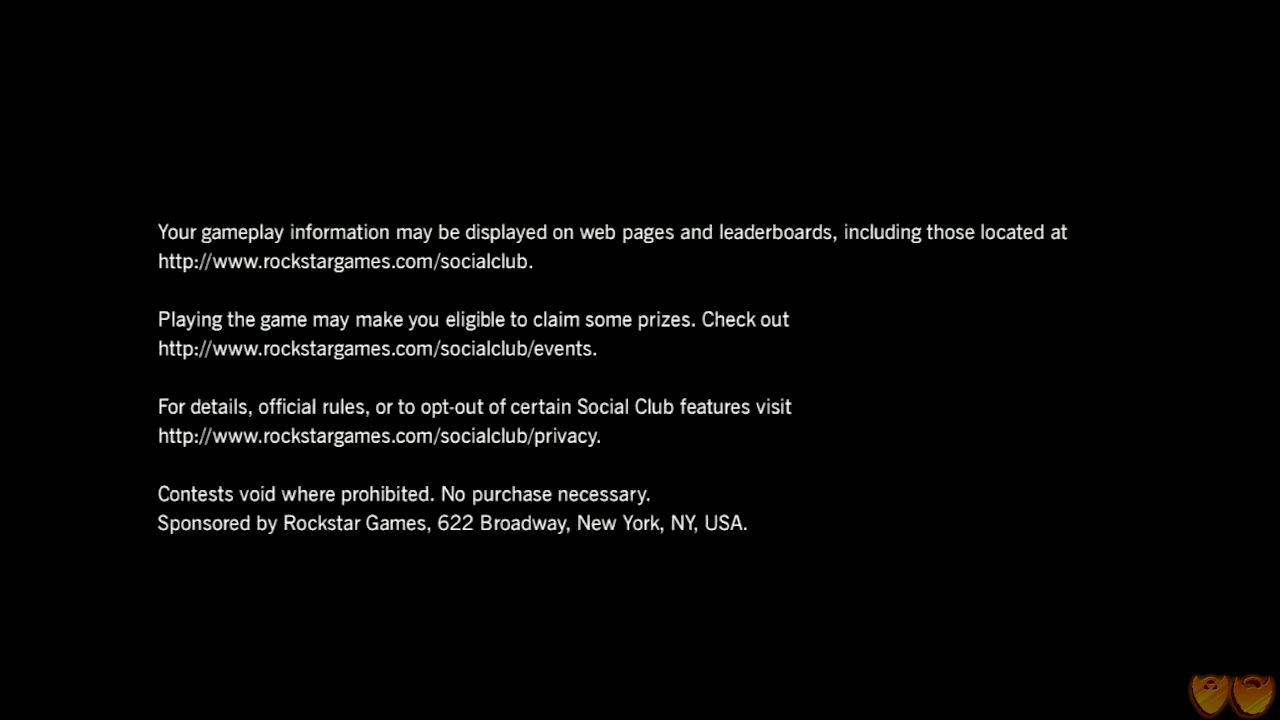 Your gameplay information may be displayed on web pages and leaderboards, including those located at
http://www.rockstargames.com/socialclub.
Playing the game may make you eligible to claim some prizes. Check out
http://www.rockstargames.com/socialclub/events.
For details, official rules, or to opt-out of certain Social Club features visit
http://www.rockstargames.com/socialclub/privacy.
Contests void where prohibited. No purchase necessary.
Sponsored by Rockstar Games, 622 Broadway, New York, NY, USA.